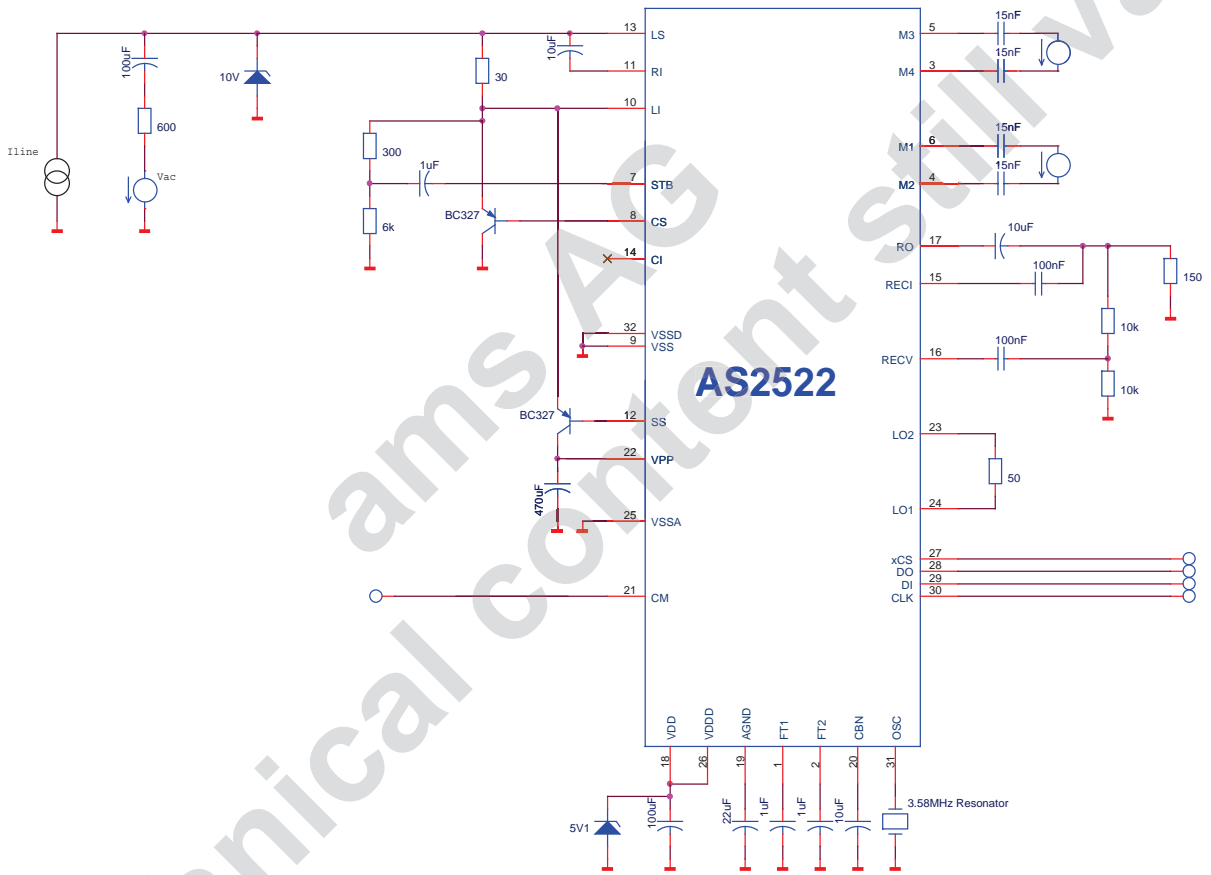 13 LS
5 M3
15nF
100uF
10uF
10V
30
11 RI
15nF
3 M4
10 LI
600
Iline
300
Vac
1uF
7 STB
6k
BC327
8 CS
14 CI
15nF
6 M1
15nF
4 M2
10uF
RO 17
100nF
RECI 15
150
10k
32 VSSD
9 VSS
100nF
RECV 16
10k
AS2522
BC327
12 SS
22 VPP
470uF
25 VSSA
LO2 23
50
LO1 24
xCS 27
DO 28
DI 29
CLK 30
21 CM
VDD
VDDD
AGND
FT1
FT2
CBN
OSC
18
26
19
1
2
20
31
5V1
100uF
22uF
1uF
1uF
10uF
3.58MHz Resonator
ams AG
nical content still va